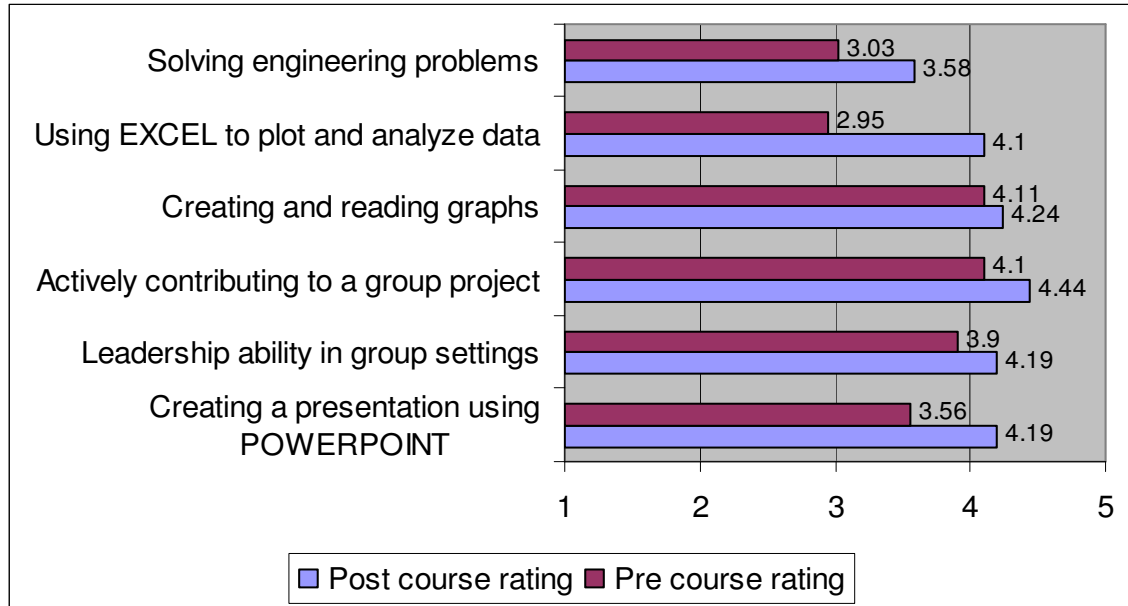 Solving engineering problems
3.03
3.58
Using EXCEL to plot and analyze data
2.95
4.1
Creating and reading graphs
4.11
4.24
Actively contributing to a group project
4.1
4.44
Leadership ability in group settings
3.9
4.19
Creating a presentation using
POWERPOINT
3.56
4.19
1 2 3 4 5
Post course rating Pre course rating